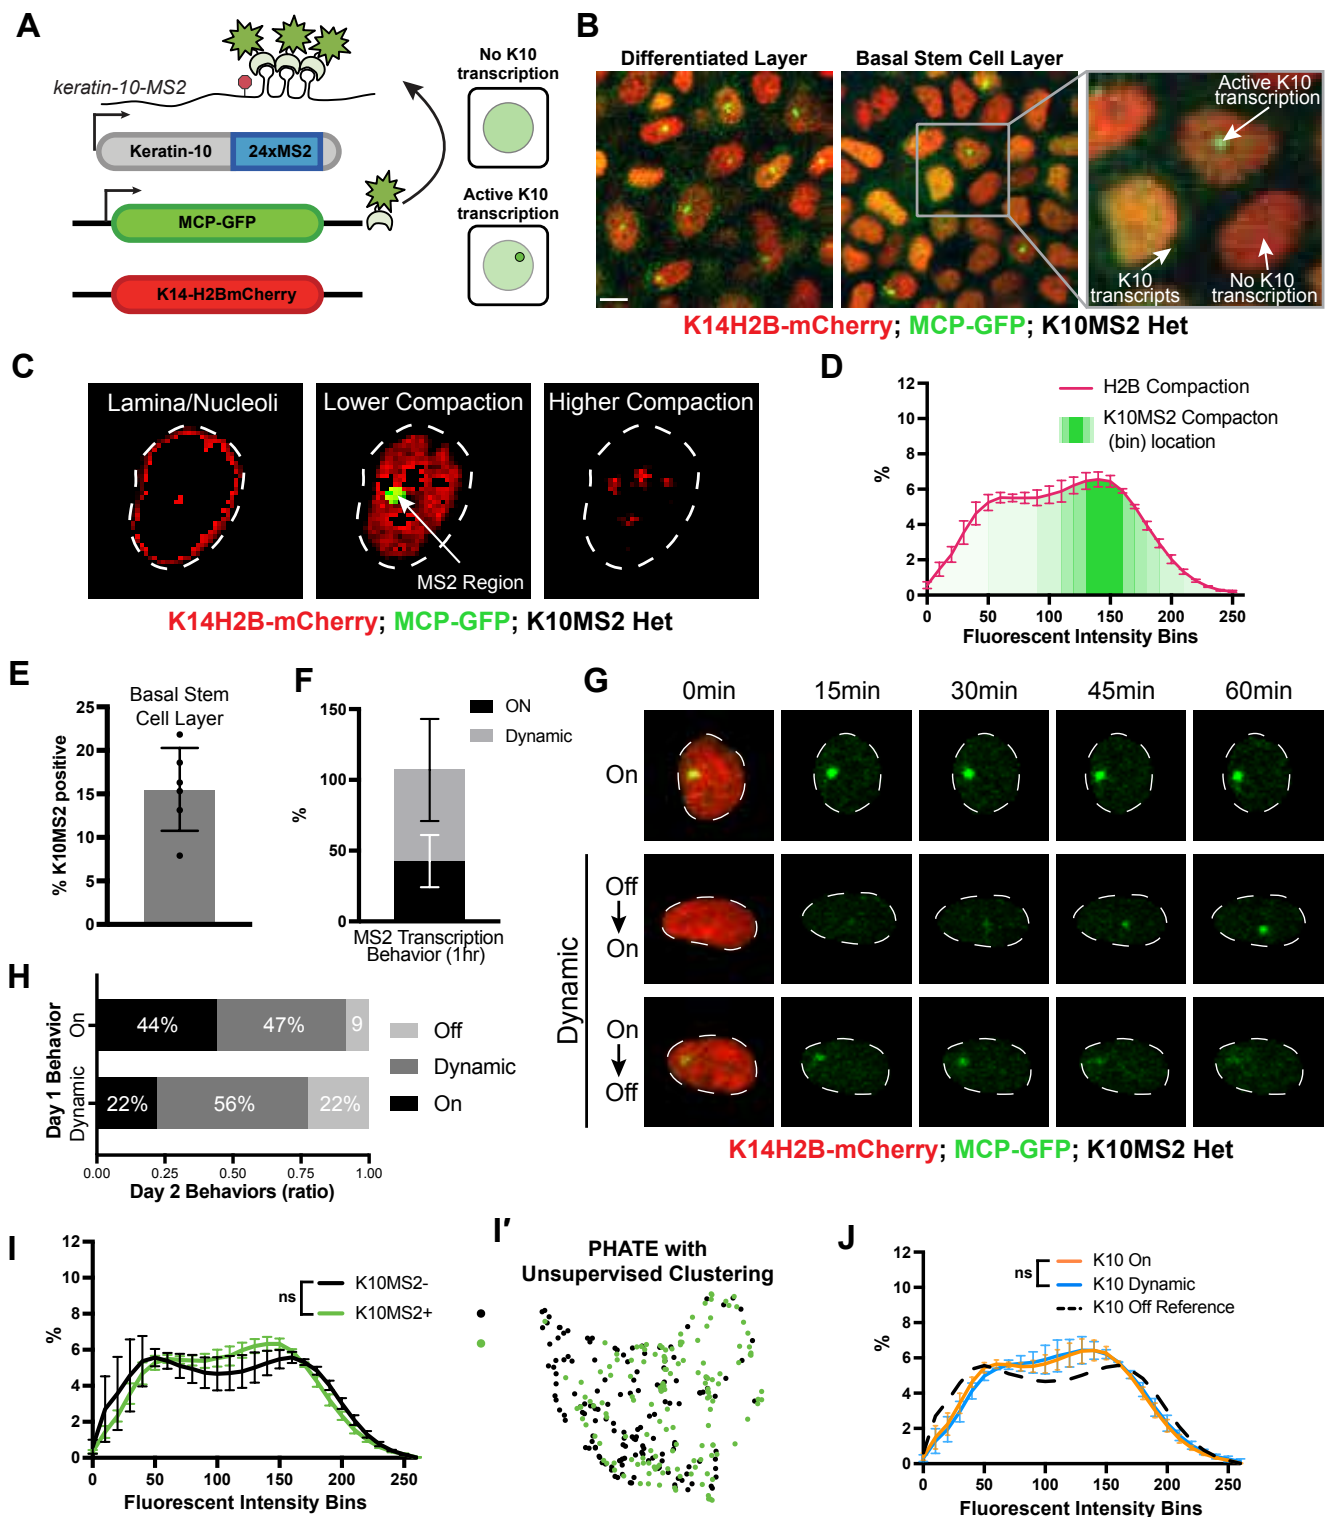 A
keratin-10-MS2
Keratin-10
24xMS2
MCP-GFP
K14-H2BmCherry
No K10
transcription
Active K10
transcription
B
Differentiated Layer
Basal Stem Cell Layer
Active K10
transcription
K10
transcripts
No K10
transcription
K14H2B-mCherry; MCP-GFP; K10MS2 Het
C
Lamina/Nucleoli
Lower Compaction
Higher Compaction
MS2 Region
K14H2B-mCherry; MCP-GFP; K10MS2 Het
D
12
10
8
6
4
2
0
%
H2B Compaction
K10MS2 Compacton
(bin) location
0 50 100 150 200 250
Fluorescent Intensity Bins
E
Basal Stem
Cell Layer
25
20
15
10
5
0
% K10MS2 positive
F
150
100
50
0
%
ON
Dynamic
MS2 Transcription
Behavior (1hr)
G
0min 15min 30min 45min 60min
On
Dynamic
Off
On
On
Off
K14H2B-mCherry; MCP-GFP; K10MS2 Het
H
Day 1 Behavior
On
Dynamic
44% 47% 9
22% 56% 22%
Off
Dynamic
On
0.00 0.25 0.50 0.75 1.00
Day 2 Behaviors (ratio)
I
12
10
8
6
4
2
0
%
ns
K10MS2-
K10MS2+
0 50 100 150 200 250
Fluorescent Intensity Bins
I'
PHATE with
Unsupervised Clustering
J
12
10
8
6
4
2
0
%
ns
K10 On
K10 Dynamic
K10 Off Reference
0 50 100 150 200 250
Fluorescent Intensity Bins